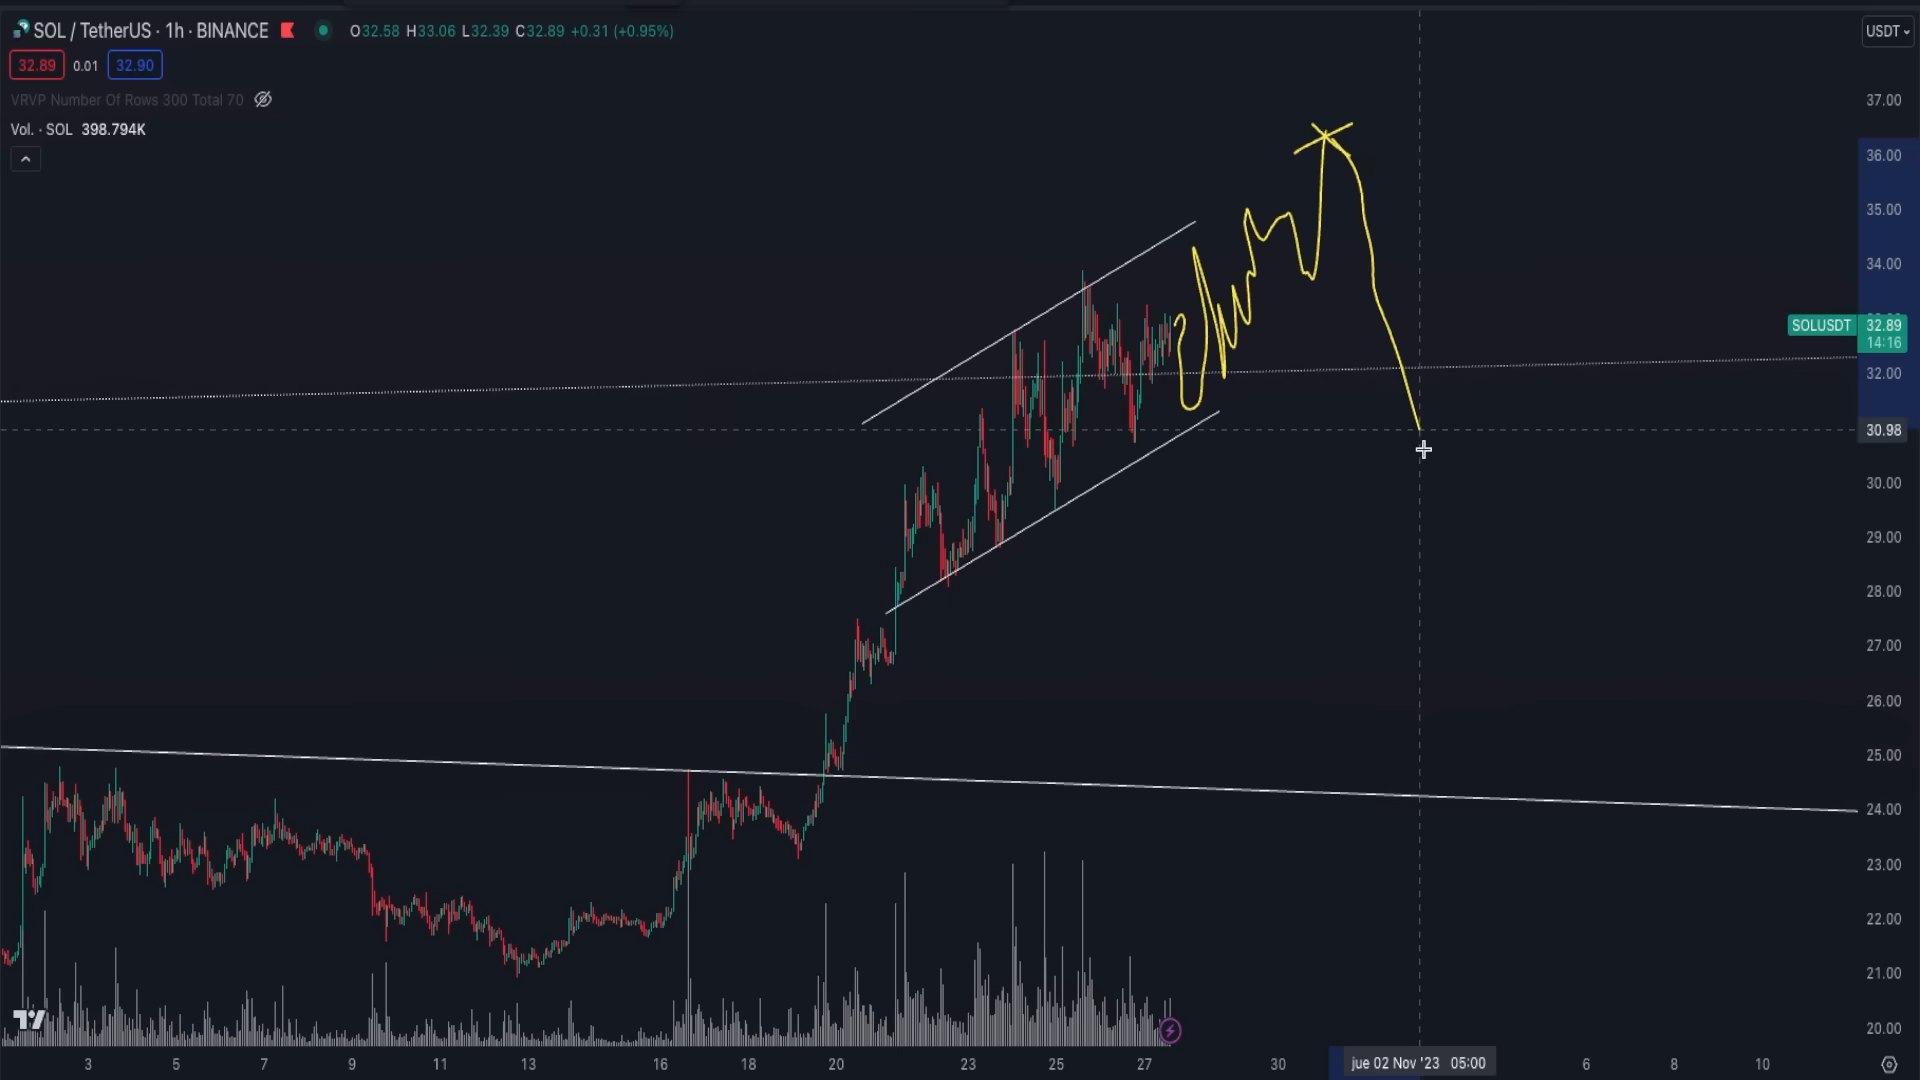 SOL / TetherUS · 1h · BINANCE O32.58 H33.06 L32.39 C32.89 +0.31 (+0.95%)
USDT
32.89 0.01 32.90
VRVP Number Of Rows 300 Total 70
Vol. · SOL 398.794K
37.00
36.00
35.00
34.00
SOLUSDT 32.89
14:16
32.00
30.98
30.00
29.00
28.00
27.00
26.00
25.00
24.00
23.00
22.00
21.00
20.00
3 5 7 9 11 13 16 18 20 23 25 27 30 jue 02 Nov '23 05:00 6 8 10